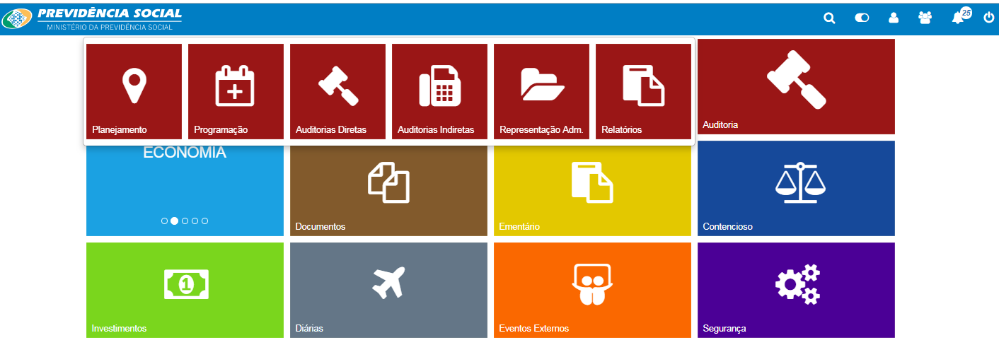 PREVIDÊNCIA SOCIAL
MINISTÉRIO DA PREVIDÊNCIA SOCIAL
25
Planejamento
Programação
Auditorias Diretas
Auditorias Indiretas
Representação Adm.
Relatórios
Auditoria
ECONOMIA
Documentos
Ementário
Contencioso
1
Investimentos
Diárias
Eventos Externos
Segurança